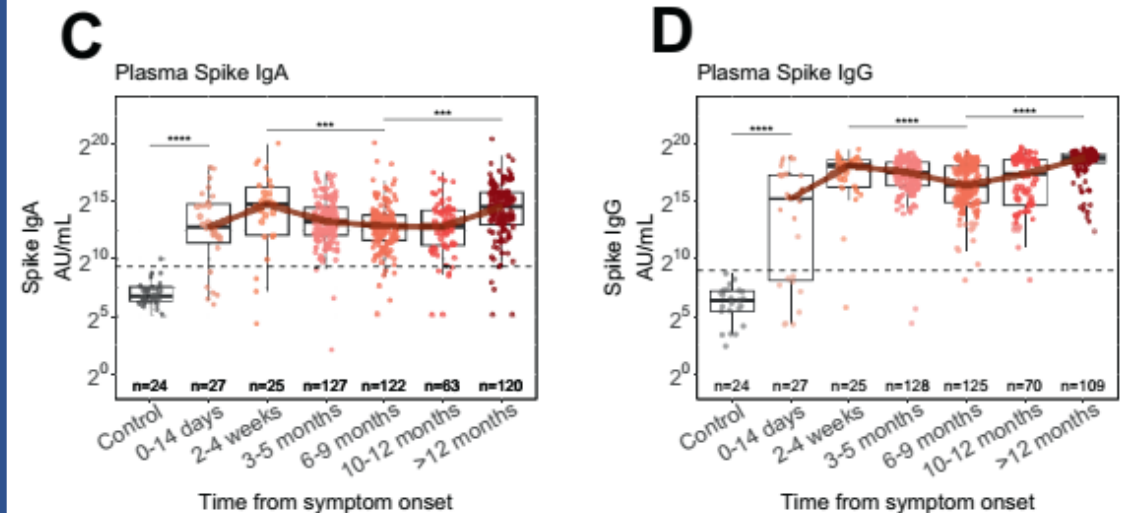 C
Plasma Spike IgA
****
***
***
2^20
2^15
2^10
2^5
2^0
Spike IgA
AU/mL
n=24 n=27 n=25 n=127 n=122 n=63 n=120
Control
0-14 days
2-4 weeks
3-5 months
6-9 months
10-12 months
>12 months
Time from symptom onset
D
Plasma Spike IgG
****
****
****
2^20
2^15
2^10
2^5
2^0
Spike IgG
AU/mL
n=24 n=27 n=25 n=128 n=125 n=70 n=109
Control
0-14 days
2-4 weeks
3-5 months
6-9 months
10-12 months
>12 months
Time from symptom onset